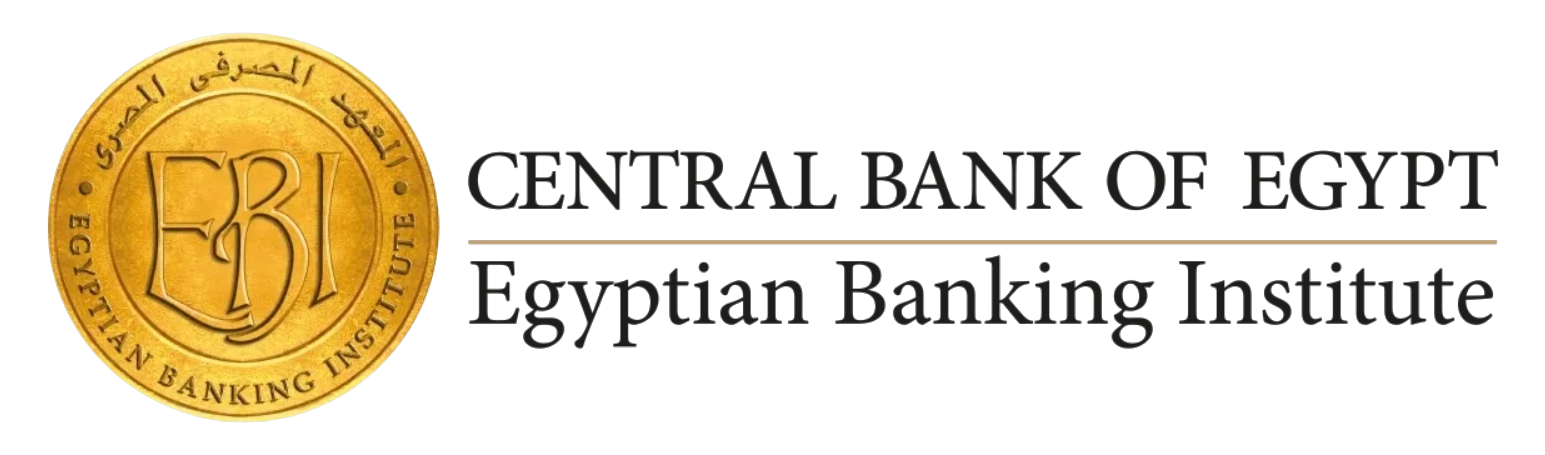 المعهد المصرفى المصرى
EBI
EGYPTIAN BANKING INSTITUTE
CENTRAL BANK OF EGYPT
Egyptian Banking Institute